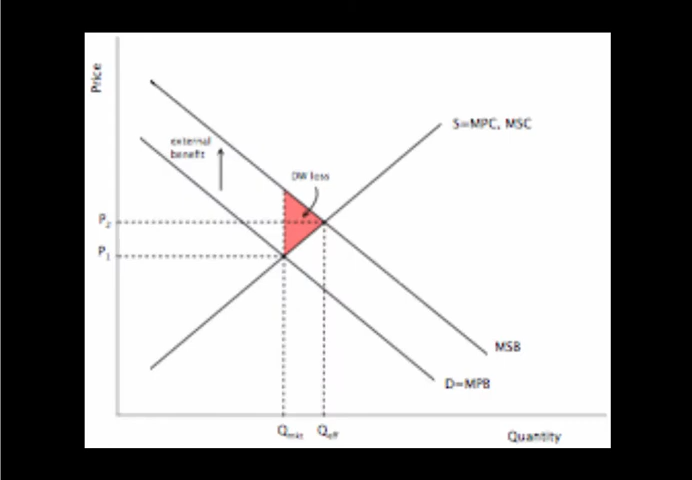 Price
S=MPC, MSC
external
benefit
DW loss
P₂
P₁
MSB
D=MPB
Qmkt
Qeff
Quantity